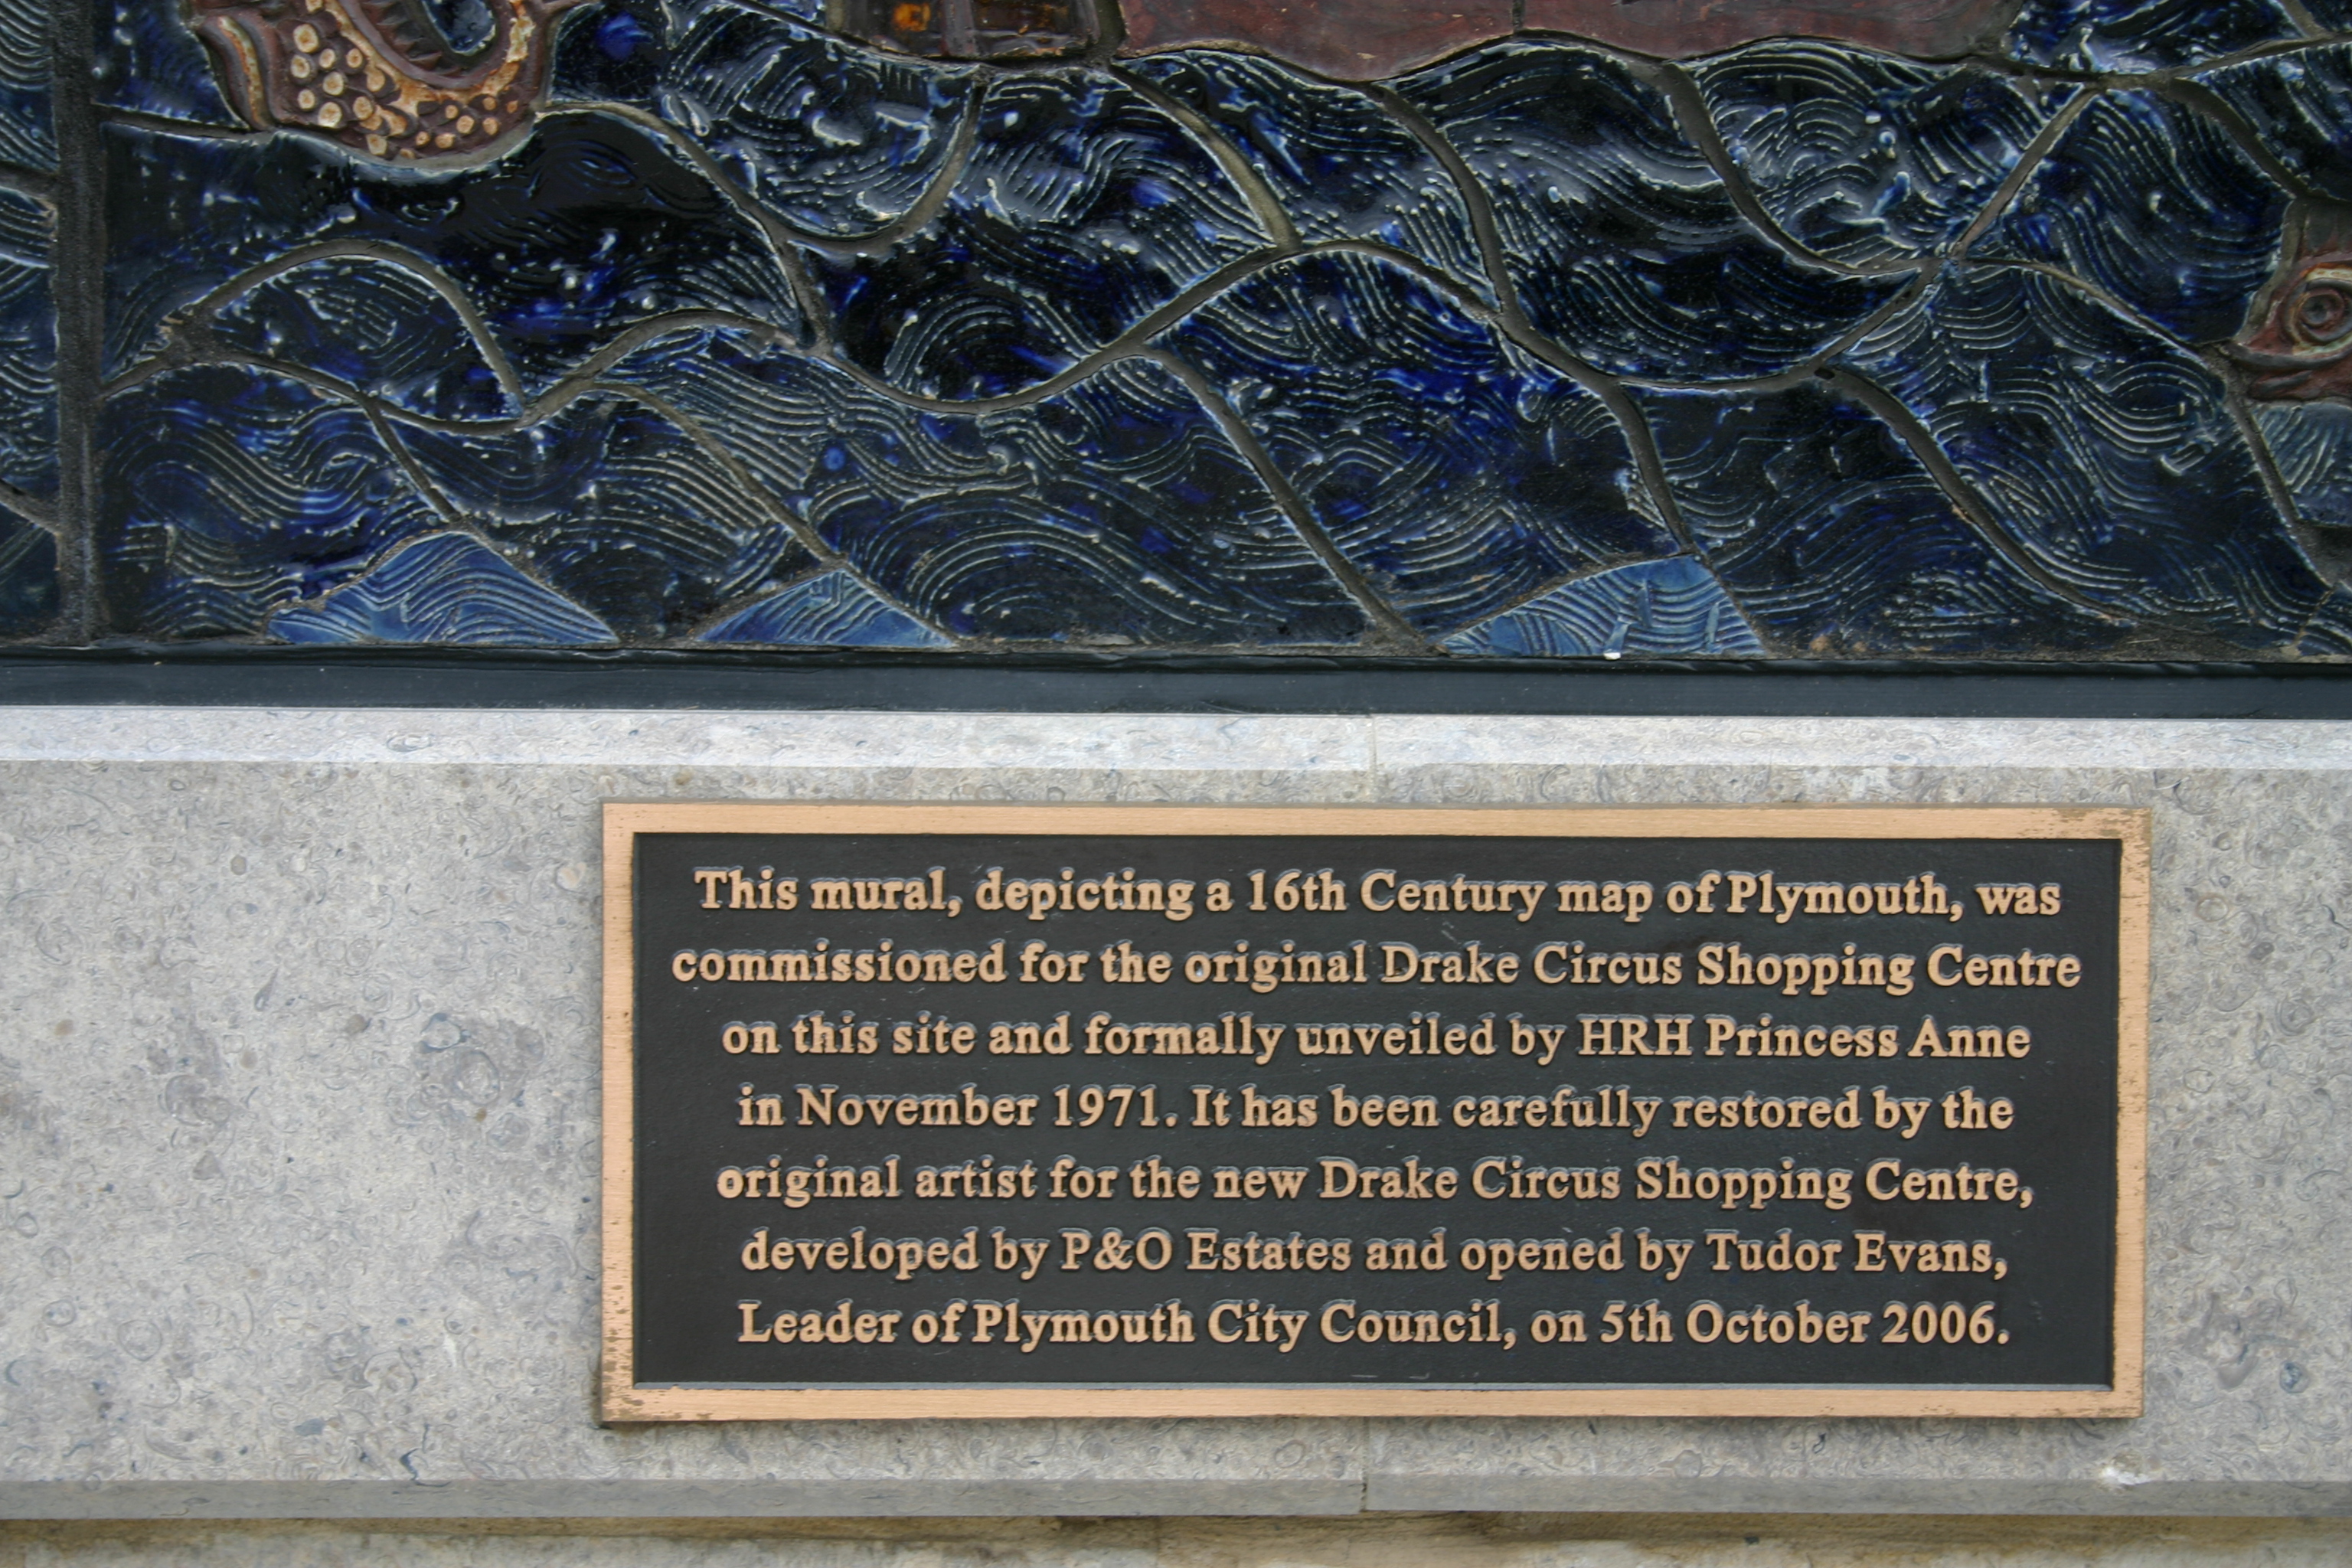 This mural, depicting a 16th Century map of Plymouth, was
commissioned for the original Drake Circus Shopping Centre
on this site and formally unveiled by HRH Princess Anne
in November 1971. It has been carefully restored by the
original artist for the new Drake Circus Shopping Centre,
developed by P&O Estates and opened by Tudor Evans,
Leader of Plymouth City Council, on 5th October 2006.